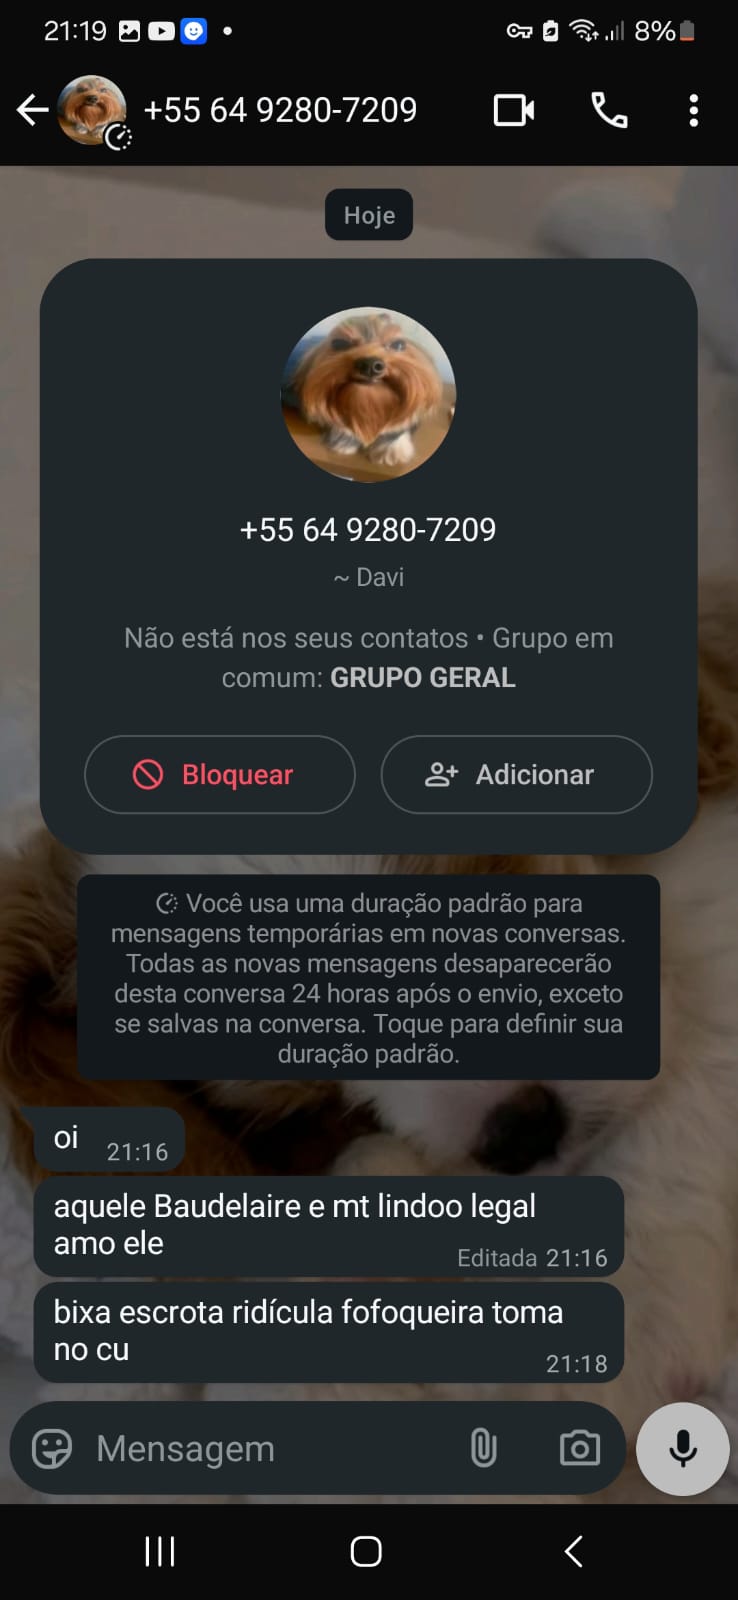 21:19
8%
+55 64 9280-7209
Hoje
+55 64 9280-7209
~ Davi
Não está nos seus contatos • Grupo em
comum: GRUPO GERAL
Bloquear
Adicionar
Você usa uma duração padrão para
mensagens temporárias em novas conversas.
Todas as novas mensagens desaparecerão
desta conversa 24 horas após o envio, exceto
se salvas na conversa. Toque para definir sua
duração padrão.
oi
21:16
aquele Baudelaire e mt lindoo legal
amo ele
Editada 21:16
bixa escrota ridícula fofoqueira toma
no cu
21:18
Mensagem